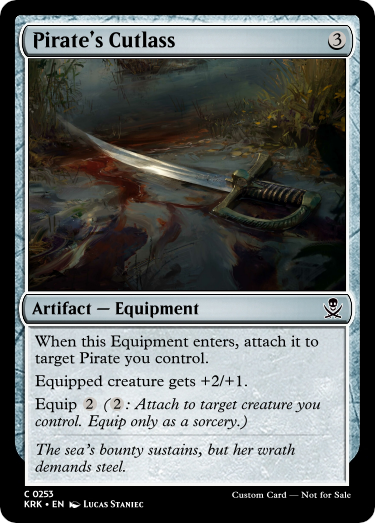 Pirate's Cutlass 3
Artifact — Equipment
When this Equipment enters, attach it to
target Pirate you control.
Equipped creature gets +2/+1.
Equip 2 (2: Attach to target creature you
control. Equip only as a sorcery.)
The sea's bounty sustains, but her wrath
demands steel.
C 0253
KRK • EN Lucas Staniec
Custom Card — Not for Sale